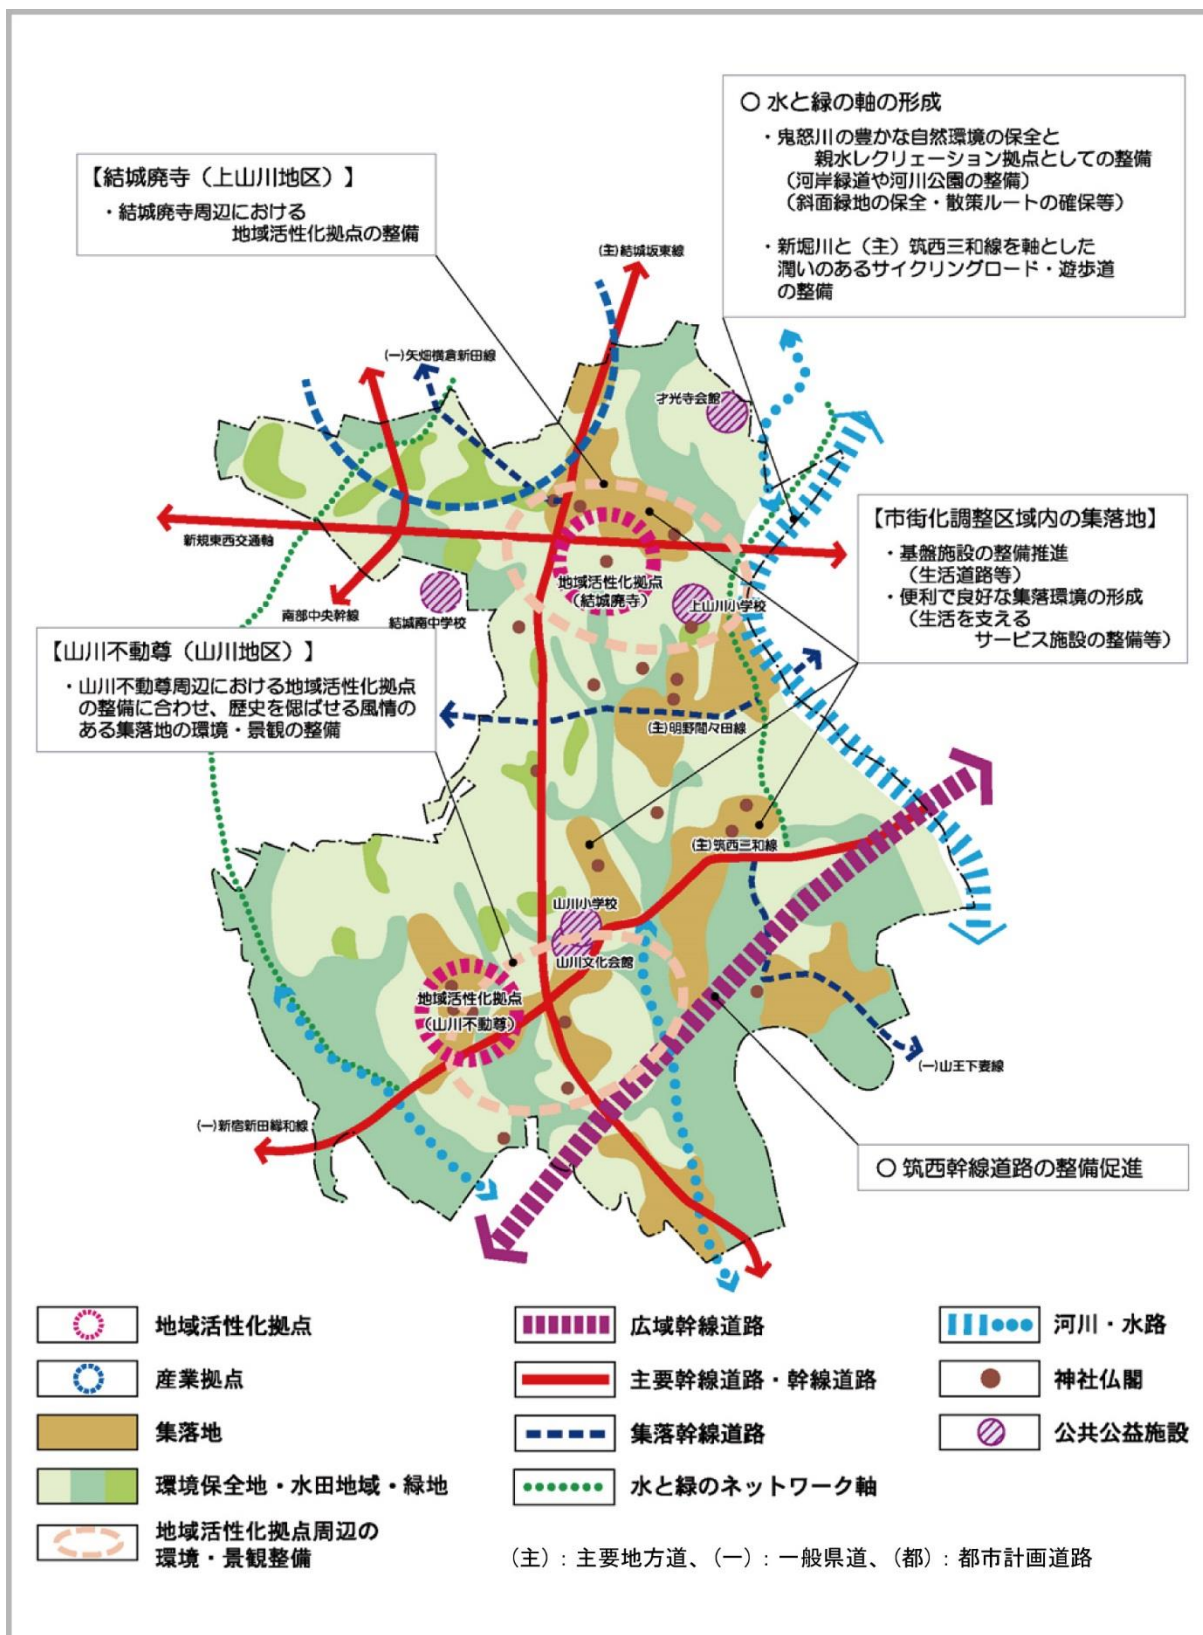 ○ 水と緑の軸の形成
・鬼怒川の豊かな自然環境の保全と
親水レクリェーション拠点としての整備
（河岸緑道や河川公園の整備）
（斜面緑地の保全・散策ルートの確保等）
・新堀川と（主）筑西三和線を軸とした
潤いのあるサイクリングロード・遊歩道
の整備
【結城廃寺（上山川地区）】
・結城廃寺周辺における
地域活性化拠点の整備
(主)結城坂東線
(一)矢畑横倉新田線
才光寺会館
【市街化調整区域内の集落地】
・基盤施設の整備推進
（生活道路等）
・便利で良好な集落環境の形成
（生活を支える
サービス施設の整備等）
新規東西交通軸
地域活性化拠点
（結城廃寺）
上山川小学校
南部中央幹線
結城南中学校
【山川不動尊（山川地区）】
・山川不動尊周辺における地域活性化拠点
の整備に合わせ、歴史を偲ばせる風情の
ある集落地の環境・景観の整備
(主)明野間々田線
(主)筑西三和線
山川小学校
山川文化会館
地域活性化拠点
（山川不動尊）
(一)山王下妻線
(一)新宿新田総和線
○ 筑西幹線道路の整備促進
地域活性化拠点
広域幹線道路
河川・水路
産業拠点
主要幹線道路・幹線道路
神社仏閣
集落地
集落幹線道路
公共公益施設
環境保全地・水田地域・緑地
水と緑のネットワーク軸
地域活性化拠点周辺の
環境・景観整備
(主)：主要地方道、(一)：一般県道、(都)：都市計画道路